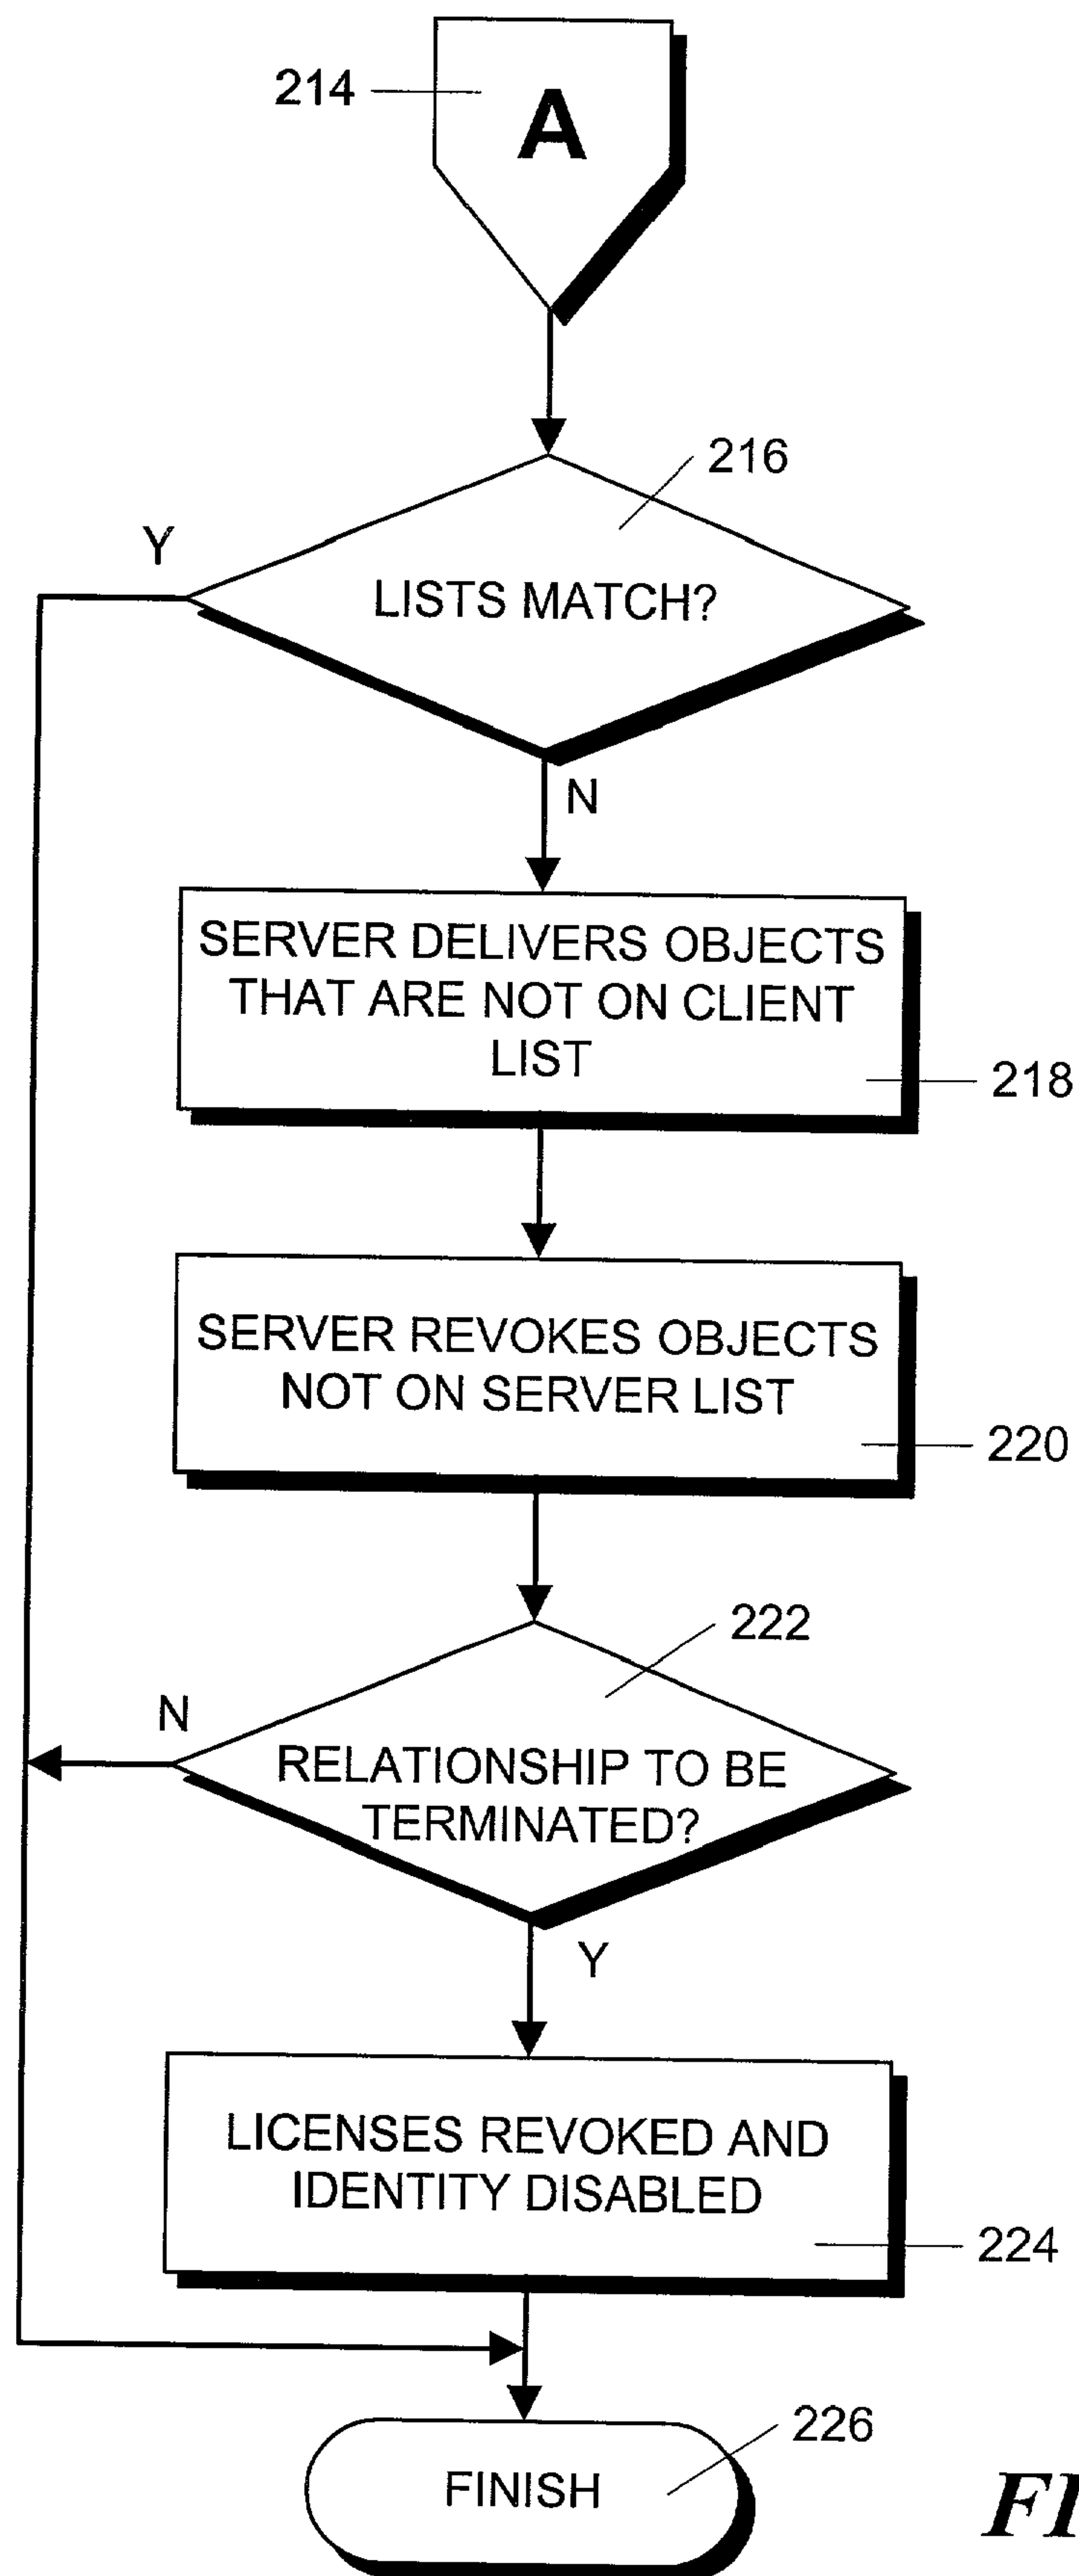 214
A
216
Y
LISTS MATCH?
N
SERVER DELIVERS OBJECTS
THAT ARE NOT ON CLIENT
LIST
218
SERVER REVOKES OBJECTS
NOT ON SERVER LIST
220
222
N
RELATIONSHIP TO BE
TERMINATED?
Y
LICENSES REVOKED AND
IDENTITY DISABLED
224
226
FINISH